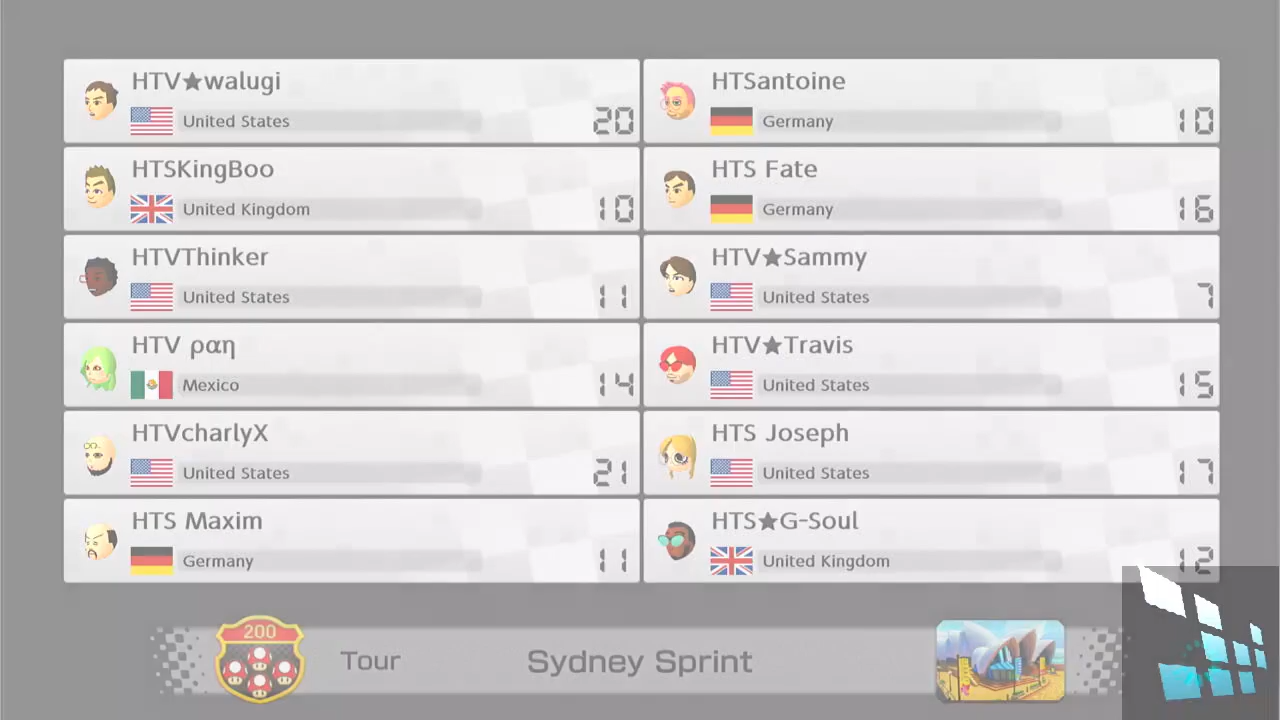 HTV★walugi
United States
20
HTSantoine
Germany
10
HTSKingBoo
United Kingdom
10
HTS Fate
Germany
16
HTVThinker
United States
11
HTV★Sammy
United States
7
HTV ραη
Mexico
14
HTV★Travis
United States
15
HTVcharlyX
United States
21
HTS Joseph
United States
17
HTS Maxim
Germany
11
HTS★G-Soul
United Kingdom
12
200
Tour
Sydney Sprint